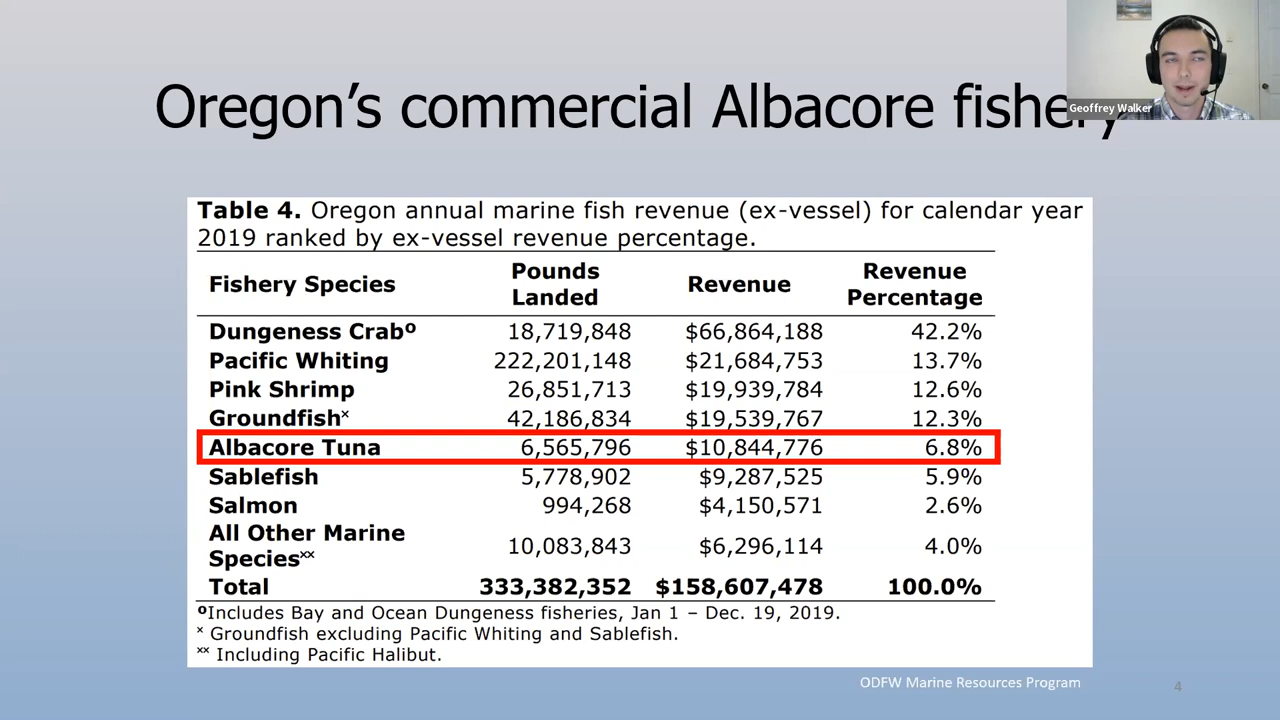 Oregon's commercial Albacore fishery
Geoffrey Walker
Table 4. Oregon annual marine fish revenue (ex-vessel) for calendar year
2019 ranked by ex-vessel revenue percentage.
Fishery Species Pounds Landed Revenue Revenue Percentage
Dungeness Crabº 18,719,848 $66,864,188 42.2%
Pacific Whiting 222,201,148 $21,684,753 13.7%
Pink Shrimp 26,851,713 $19,939,784 12.6%
Groundfishˣ 42,186,834 $19,539,767 12.3%
Albacore Tuna 6,565,796 $10,844,776 6.8%
Sablefish 5,778,902 $9,287,525 5.9%
Salmon 994,268 $4,150,571 2.6%
All Other Marine Speciesˣˣ 10,083,843 $6,296,114 4.0%
Total 333,382,352 $158,607,478 100.0%
ºIncludes Bay and Ocean Dungeness fisheries, Jan 1 – Dec. 19, 2019.
ˣ Groundfish excluding Pacific Whiting and Sablefish.
ˣˣ Including Pacific Halibut.
ODFW Marine Resources Program
4